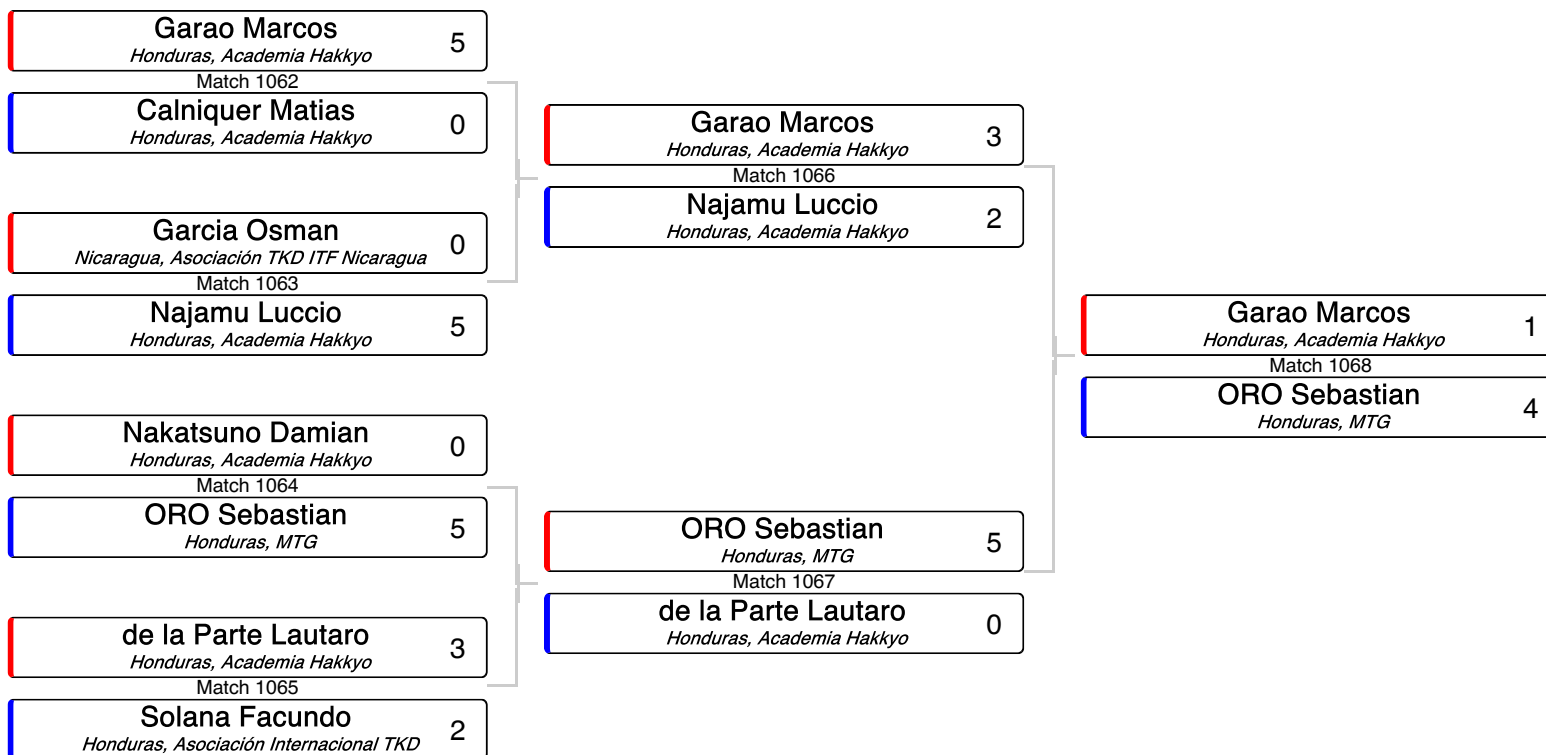 Garao Marcos
Honduras, Academia Hakkyo
5
Match 1062
Calniquer Matias
Honduras, Academia Hakkyo
0
Garcia Osman
Nicaragua, Asociación TKD ITF Nicaragua
0
Match 1063
Najamu Luccio
Honduras, Academia Hakkyo
5
Nakatsuno Damian
Honduras, Academia Hakkyo
0
Match 1064
ORO Sebastian
Honduras, MTG
5
de la Parte Lautaro
Honduras, Academia Hakkyo
3
Match 1065
Solana Facundo
Honduras, Asociación Internacional TKD
2
Garao Marcos
Honduras, Academia Hakkyo
3
Match 1066
Najamu Luccio
Honduras, Academia Hakkyo
2
ORO Sebastian
Honduras, MTG
5
Match 1067
de la Parte Lautaro
Honduras, Academia Hakkyo
0
Garao Marcos
Honduras, Academia Hakkyo
1
Match 1068
ORO Sebastian
Honduras, MTG
4